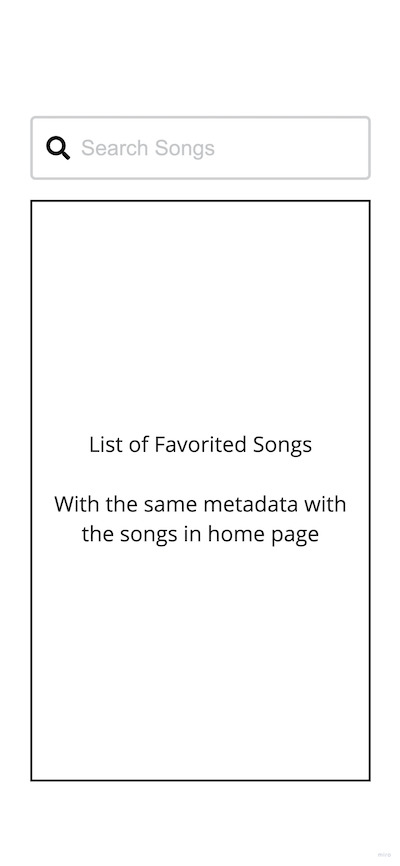 Search Songs
List of Favorited Songs
With the same metadata with
the songs in home page